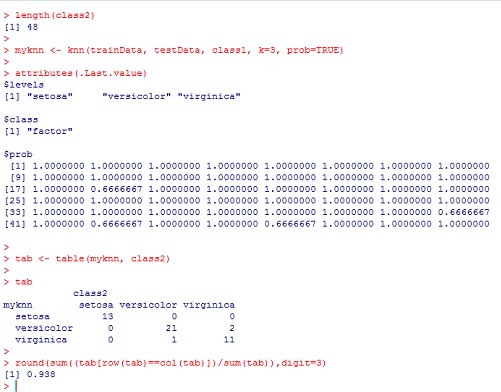 > length(class2)
[1] 48
>
> myknn <- knn(trainData, testData, class1, k=3, prob=TRUE)
>
> attributes(.Last.value)
$levels
[1] "setosa"     "versicolor" "virginica"

$class
[1] "factor"

$prob
 [1] 1.0000000 1.0000000 1.0000000 1.0000000 1.0000000 1.0000000 1.0000000 1.0000000
 [9] 1.0000000 1.0000000 1.0000000 1.0000000 1.0000000 1.0000000 1.0000000 1.0000000
[17] 1.0000000 0.6666667 1.0000000 1.0000000 1.0000000 1.0000000 1.0000000 1.0000000
[25] 1.0000000 1.0000000 1.0000000 1.0000000 1.0000000 1.0000000 1.0000000 1.0000000
[33] 1.0000000 1.0000000 1.0000000 1.0000000 1.0000000 1.0000000 1.0000000 0.6666667
[41] 1.0000000 0.6666667 1.0000000 1.0000000 0.6666667 1.0000000 1.0000000 1.0000000

>
> tab <- table(myknn, class2)
>
> tab
            class2
myknn        setosa versicolor virginica
  setosa         13          0         0
  versicolor      0         21         2
  virginica       0          1        11
>
> round(sum((tab[row(tab)==col(tab)])/sum(tab)),digit=3)
[1] 0.938
>